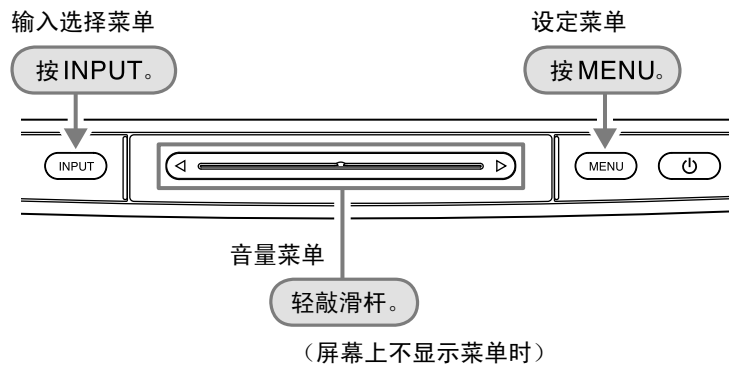 输入选择菜单
设定菜单
按INPUT。
按MENU。
INPUT
MENU
音量菜单
轻敲滑杆。
（屏幕上不显示菜单时）